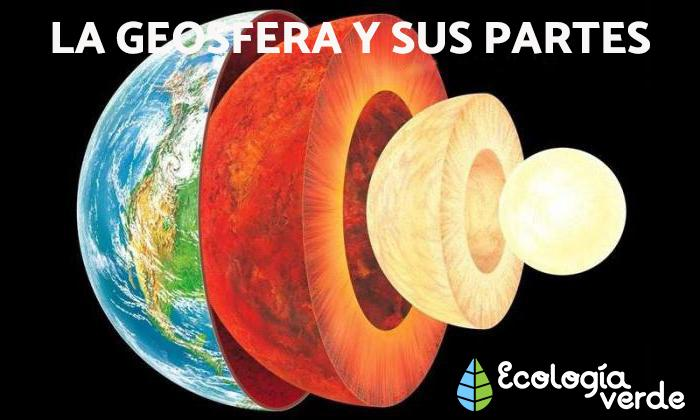 LA GEOSFERA Y SUS PARTES
Ecología
verde